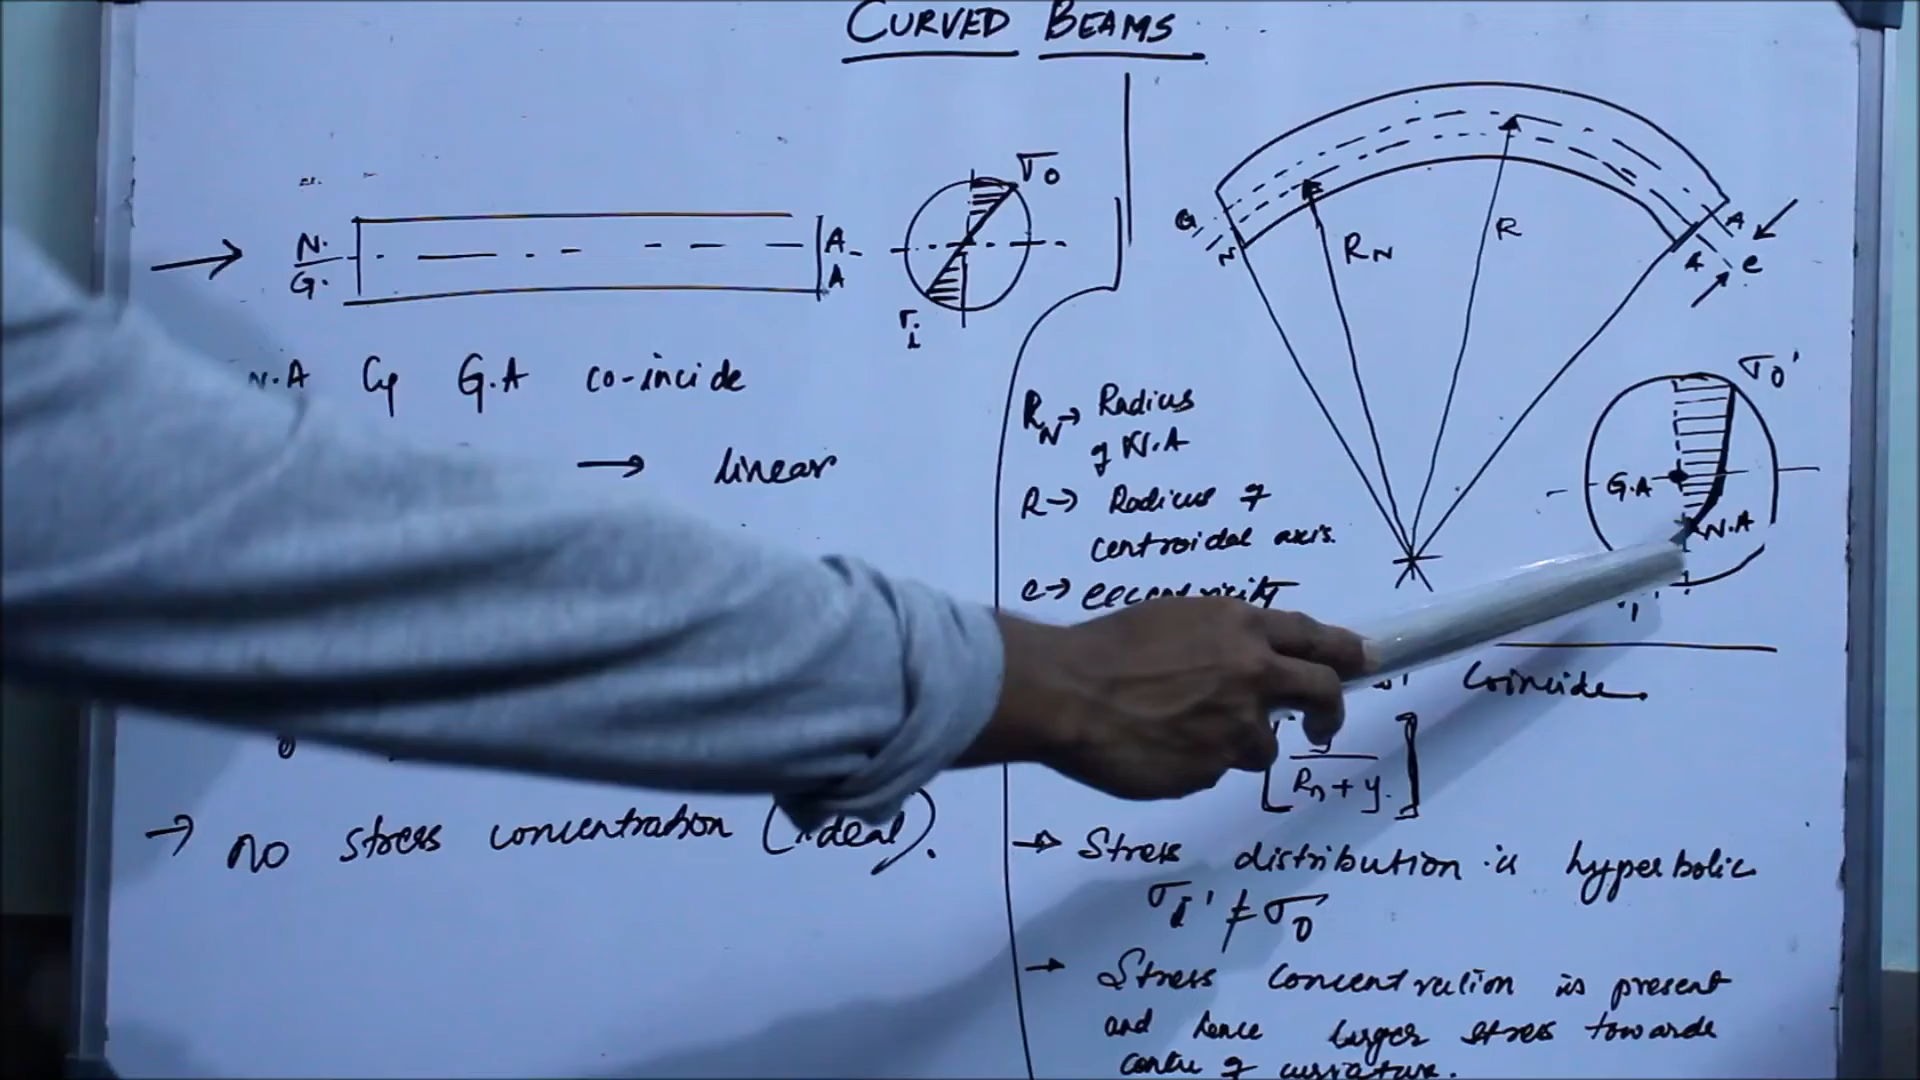 CURVED BEAMS
N. A
G. A
σo
ri
N.A & G.A co-incide
→ linear
→ no stress concentration (ideal).
G
N
RN
R
A
A
e
RN → Radius
of N.A
R → Radius of
centroidal axis.
e → eccentricity
σo'
G.A
N.A
Coincide.
[ y / Rn + y. ]
→ Stress distribution is hyperbolic
σi' ≠ σo
→ Stress concentration is present
and hence larger stress towards
centre of curvature.